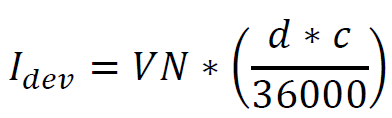 I_dev = VN * (d * c / 36000)